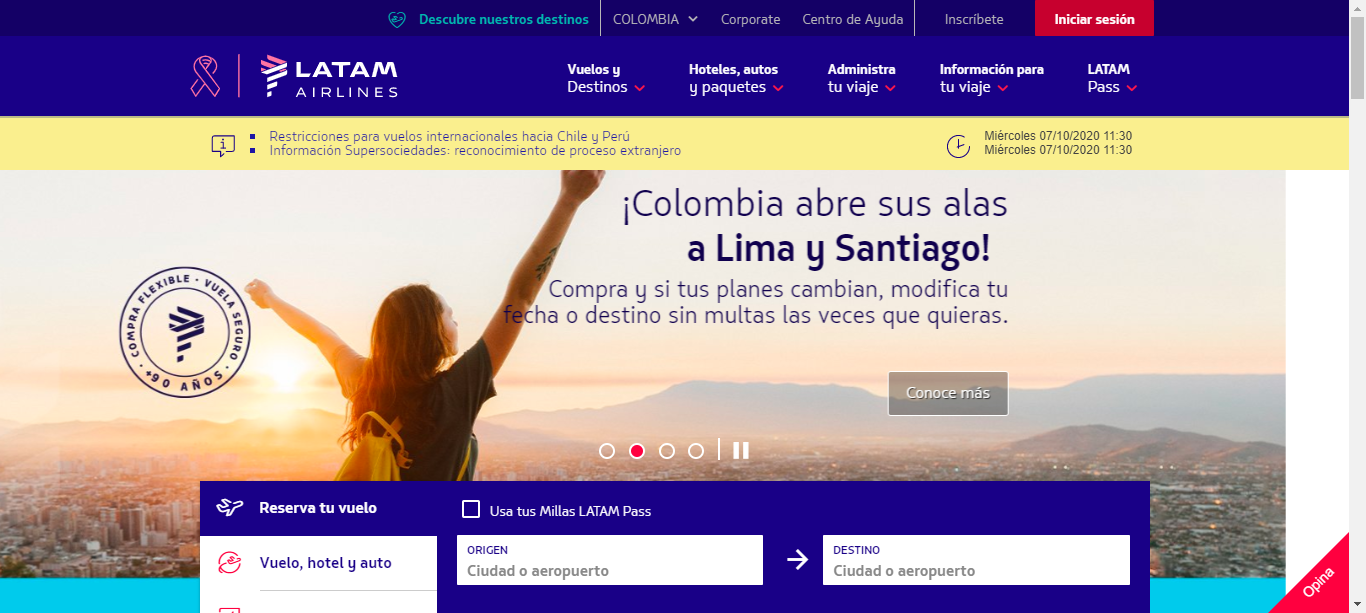 Descubre nuestros destinos
COLOMBIA
Corporate
Centro de Ayuda
Inscríbete
Iniciar sesión
LATAM
AIRLINES
Vuelos y
Destinos
Hoteles, autos
y paquetes
Administra
tu viaje
Información para
tu viaje
LATAM
Pass
Restricciones para vuelos internacionales hacia Chile y Perú
Información Supersociedades: reconocimiento de proceso extranjero
Miércoles 07/10/2020 11:30
Miércoles 07/10/2020 11:30
¡Colombia abre sus alas
a Lima y Santiago!
Compra y si tus planes cambian, modifica tu
fecha o destino sin multas las veces que quieras.
COMPRA FLEXIBLE · VUELA SEGURO ·
+90 AÑOS ·
Conoce más
Reserva tu vuelo
Usa tus Millas LATAM Pass
Vuelo, hotel y auto
ORIGEN
Ciudad o aeropuerto
DESTINO
Ciudad o aeropuerto
Opina